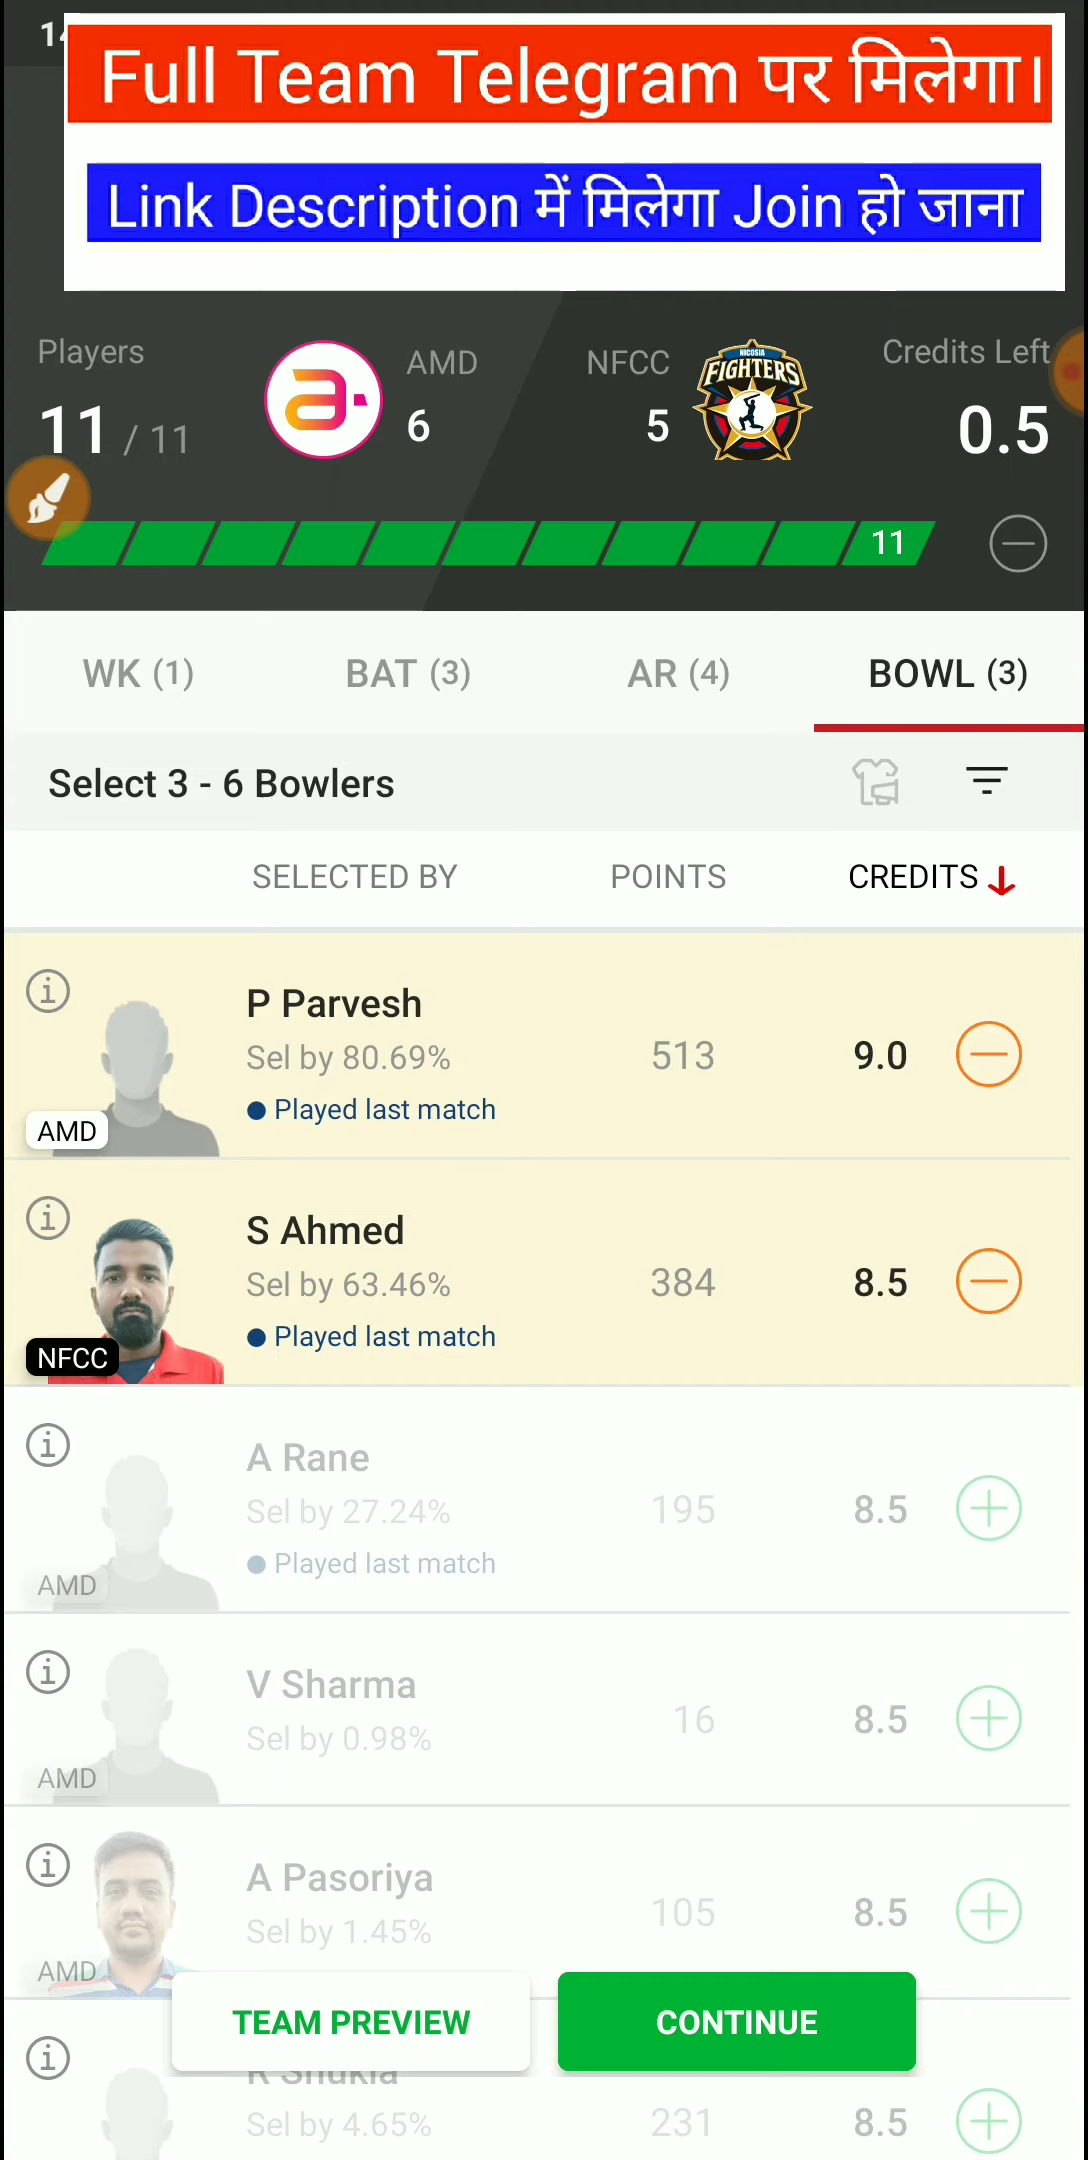 14
Full Team Telegram पर मिलेगा।
Link Description में मिलेगा Join हो जाना
Players
AMD
NFCC
NICOSIA
FIGHTERS
Credits Left
11 / 11
6
5
0.5
11
WK (1)
BAT (3)
AR (4)
BOWL (3)
Select 3 - 6 Bowlers
SELECTED BY
POINTS
CREDITS
P Parvesh
Sel by 80.69%
513
9.0
Played last match
AMD
S Ahmed
Sel by 63.46%
384
8.5
Played last match
NFCC
A Rane
Sel by 27.24%
195
8.5
Played last match
AMD
V Sharma
Sel by 0.98%
16
8.5
AMD
A Pasoriya
Sel by 1.45%
105
8.5
AMD
TEAM PREVIEW
CONTINUE
R Shukla
Sel by 4.65%
231
8.5